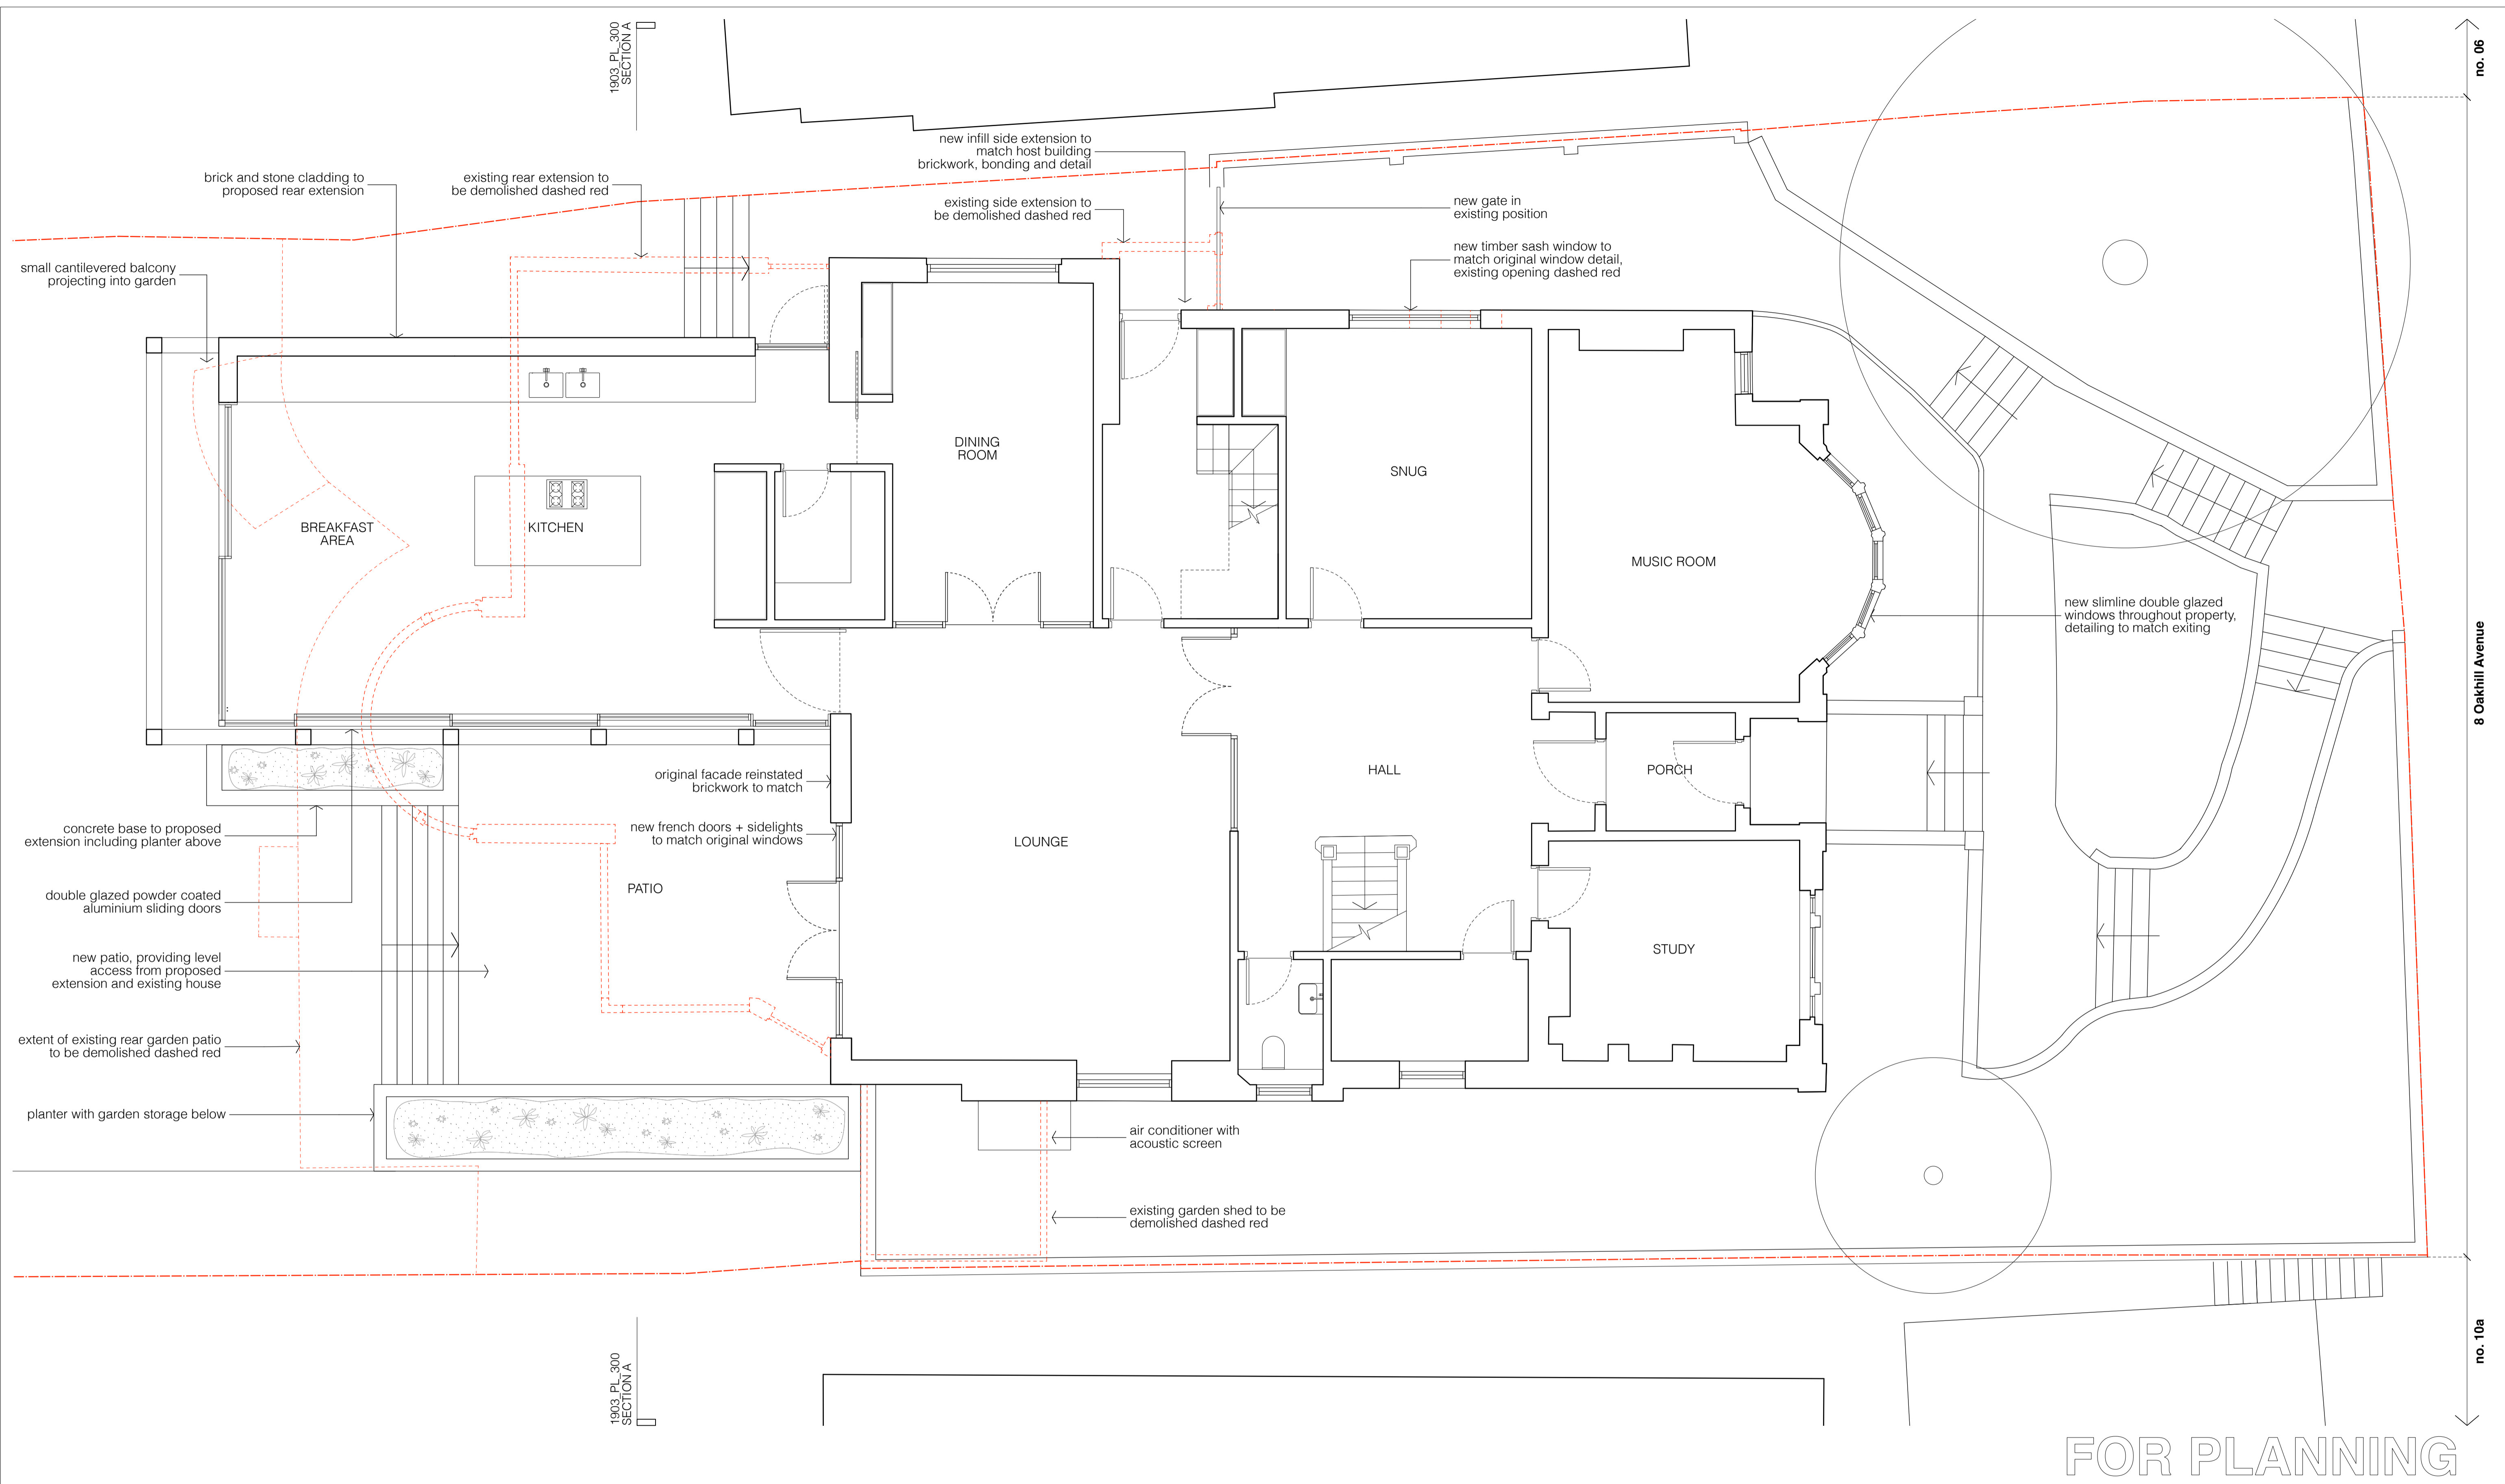 1903_PL_300
SECTION A
no. 06
new infill side extension to
match host building
brickwork, bonding and detail
brick and stone cladding to
proposed rear extension
existing rear extension to
be demolished dashed red
existing side extension to
be demolished dashed red
new gate in
existing position
new timber sash window to
match original window detail,
existing opening dashed red
small cantilevered balcony
projecting into garden
DINING
ROOM
SNUG
BREAKFAST
AREA
KITCHEN
MUSIC ROOM
new slimline double glazed
windows throughout property,
detailing to match exiting
8 Oakhill Avenue
original facade reinstated
brickwork to match
HALL
PORCH
concrete base to proposed
extension including planter above
new french doors + sidelights
to match original windows
LOUNGE
double glazed powder coated
aluminium sliding doors
PATIO
new patio, providing level
access from proposed
extension and existing house
STUDY
extent of existing rear garden patio
to be demolished dashed red
planter with garden storage below
air conditioner with
acoustic screen
existing garden shed to be
demolished dashed red
1903_PL_300
SECTION A
no. 10a
FOR PLANNING